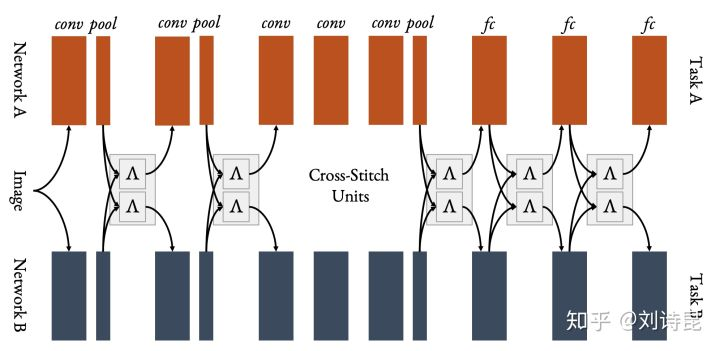 conv pool conv pool conv conv conv pool fc fc fc
Network A
Task A
Λ Λ Λ Λ Λ
Image
Cross-Stitch
Units
Λ Λ Λ Λ Λ
Network B
Task
知乎 @刘诗昆